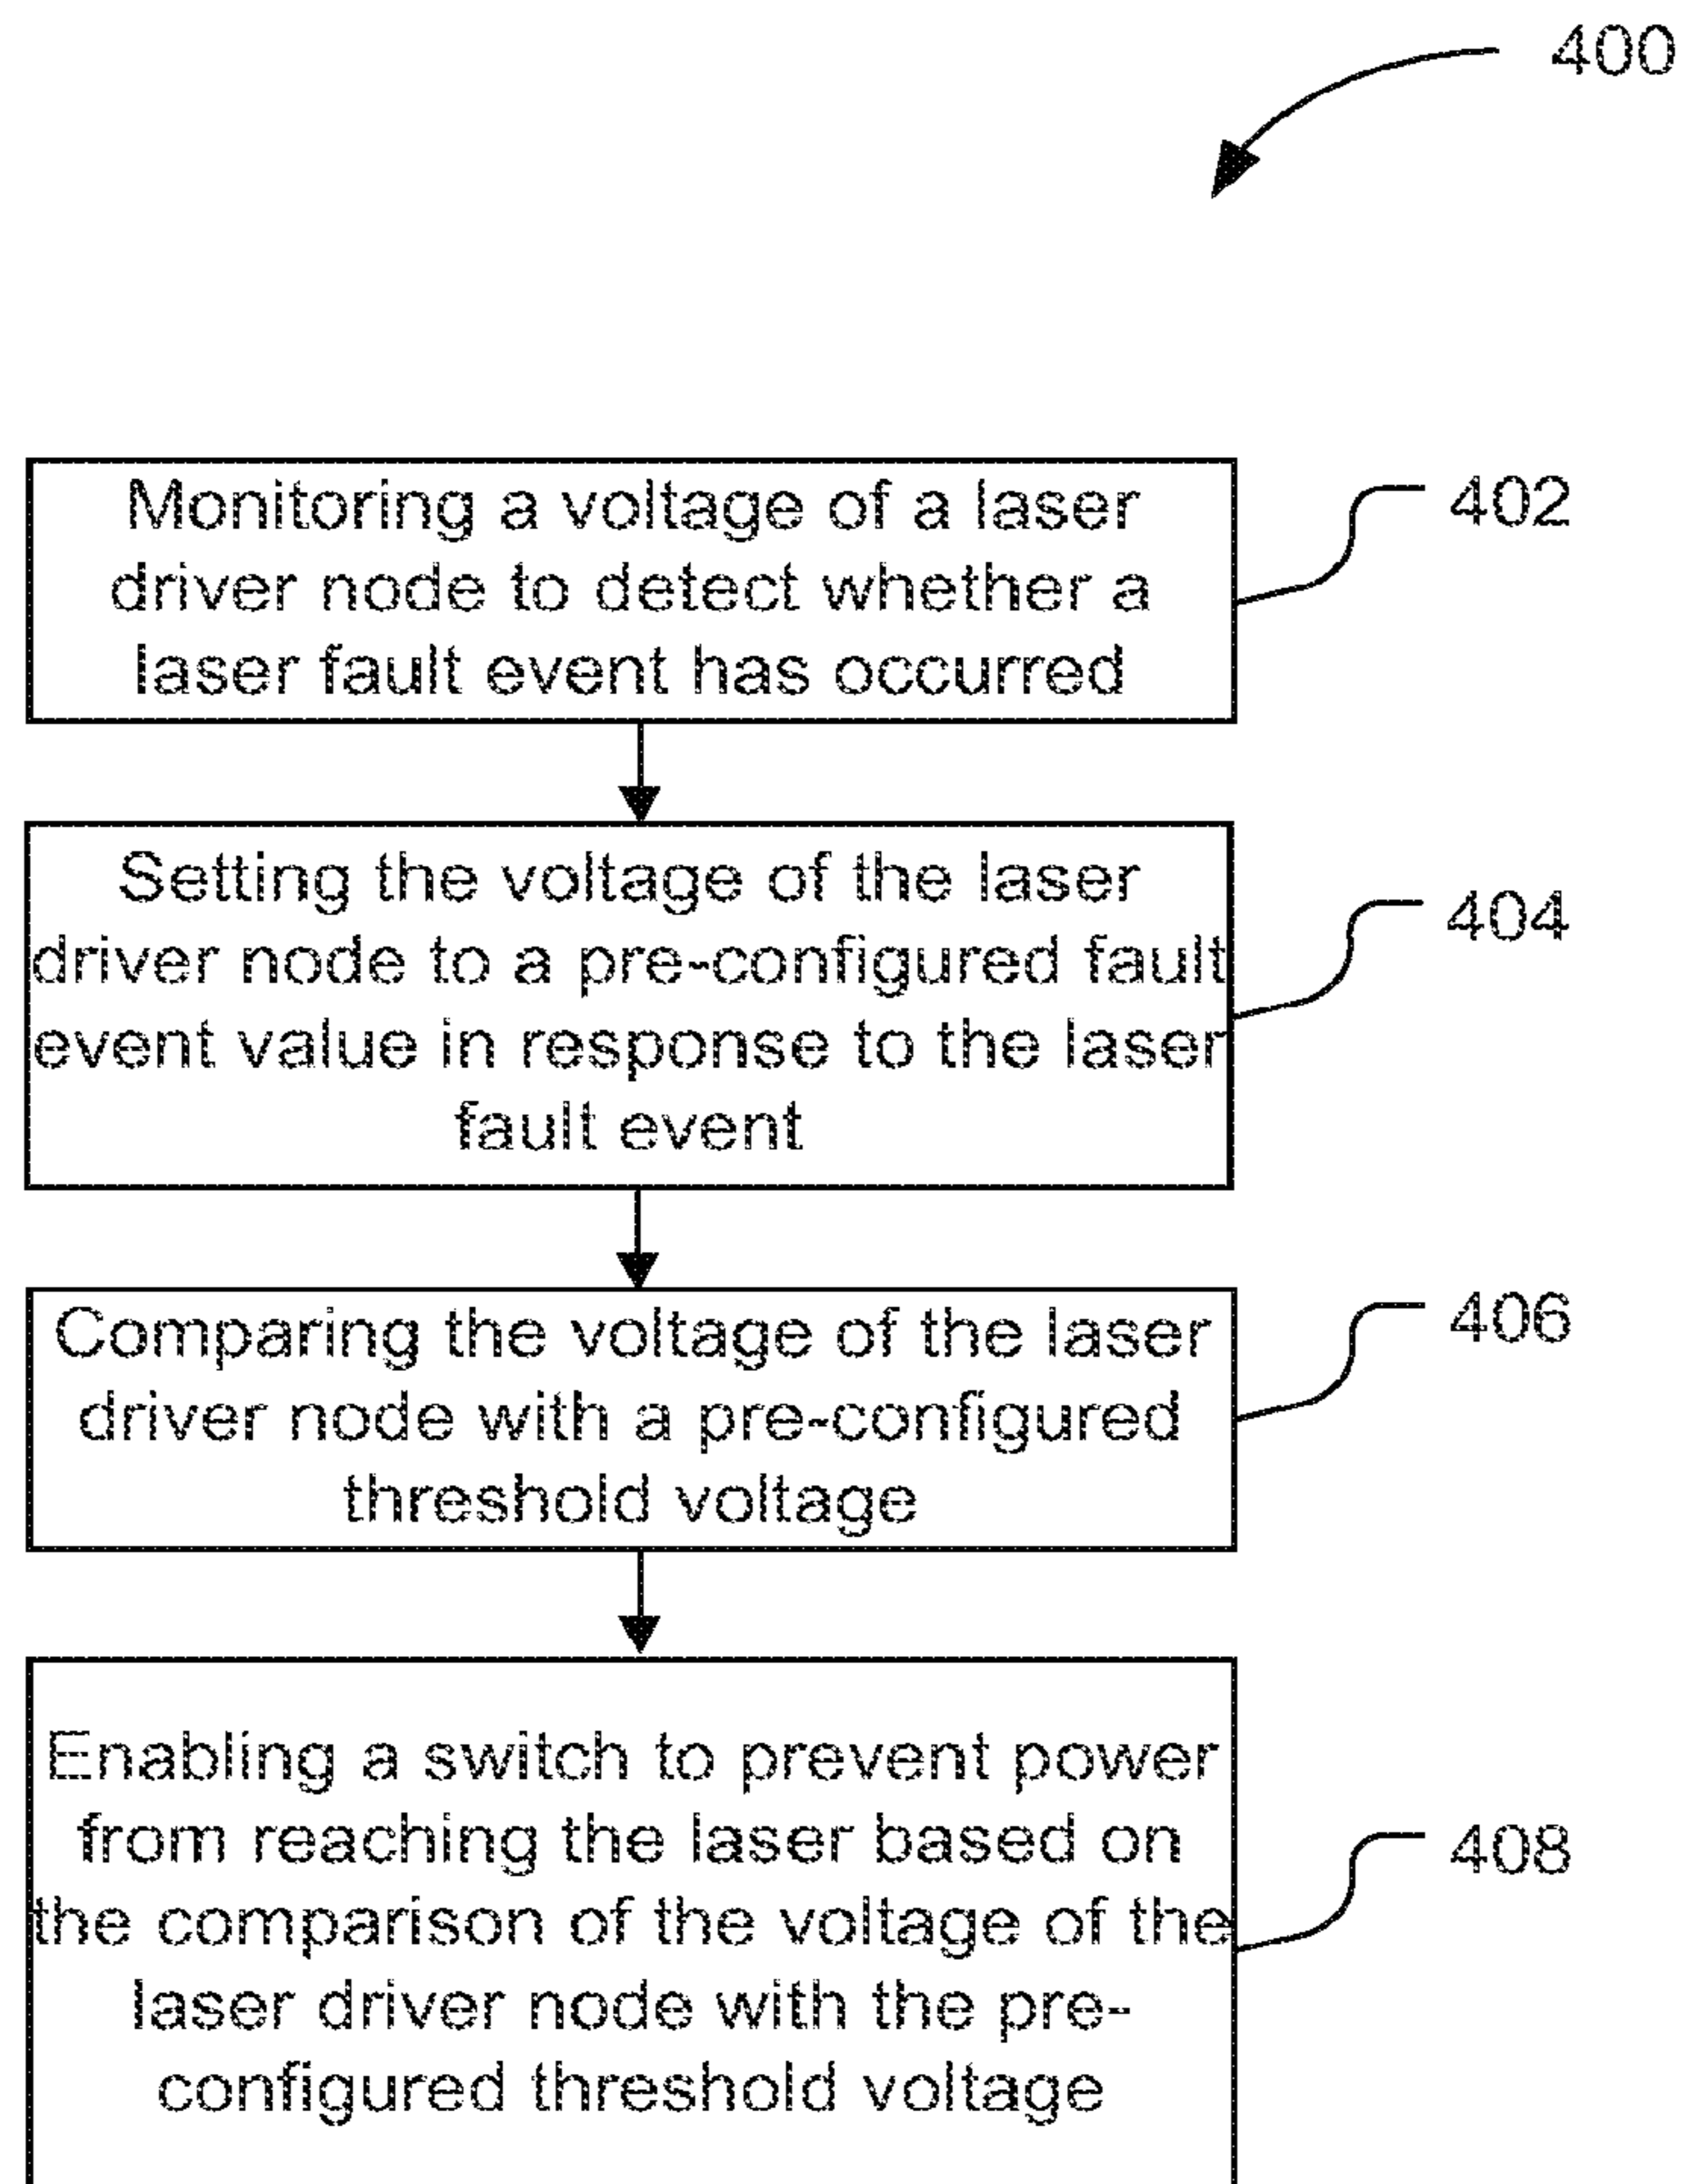 400
Monitoring a voltage of a laser
driver node to detect whether a
laser fault event has occurred
402
Setting the voltage of the laser
driver node to a pre-configured fault
event value in response to the laser
fault event
404
Comparing the voltage of the laser
driver node with a pre-configured
threshold voltage
406
Enabling a switch to prevent power
from reaching the laser based on
the comparison of the voltage of the
laser driver node with the pre-
configured threshold voltage
408